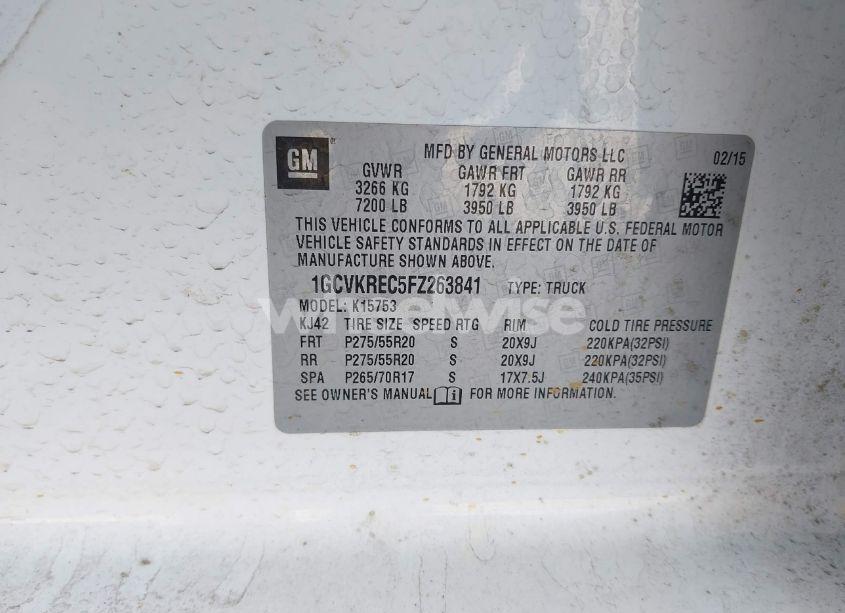 GM
MFD BY GENERAL MOTORS LLC 02/15
GVWR GAWR FRT GAWR RR
3266 KG 1792 KG 1792 KG
7200 LB 3950 LB 3950 LB
THIS VEHICLE CONFORMS TO ALL APPLICABLE U.S. FEDERAL MOTOR
VEHICLE SAFETY STANDARDS IN EFFECT ON THE DATE OF
MANUFACTURE SHOWN ABOVE.
1GCVKREC5FZ263841 TYPE: TRUCK
MODEL: K15753
KJ42 TIRE SIZE SPEED RTG RIM COLD TIRE PRESSURE
FRT P275/55R20 S 20X9J 220KPA(32PSI)
RR P275/55R20 S 20X9J 220KPA(32PSI)
SPA P265/70R17 S 17X7.5J 240KPA(35PSI)
SEE OWNER'S MANUAL i FOR MORE INFORMATION.